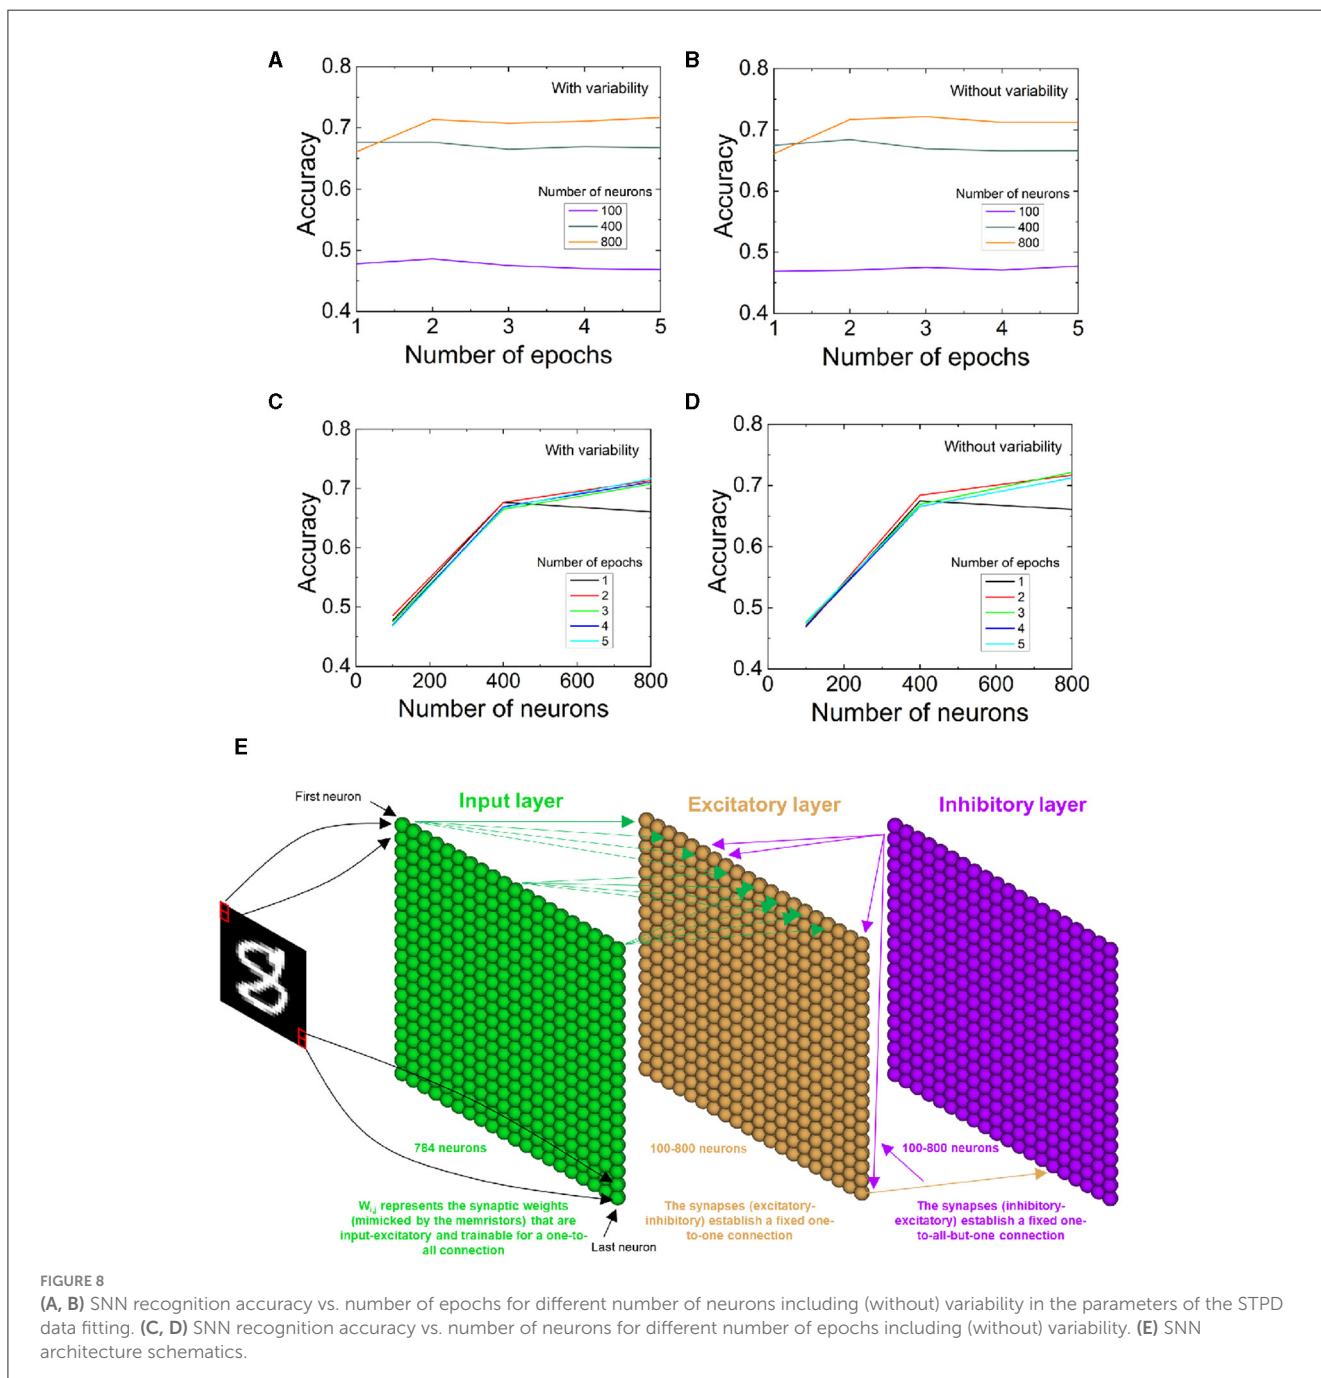 A
0.8
0.7
0.6
0.5
0.4
Accuracy
With variability
Number of neurons
100
400
800
1 2 3 4 5
Number of epochs
B
0.8
0.7
0.6
0.5
0.4
Accuracy
Without variability
Number of neurons
100
400
800
1 2 3 4 5
Number of epochs
C
0.8
0.7
0.6
0.5
0.4
Accuracy
With variability
Number of epochs
1
2
3
4
5
0 200 400 600 800
Number of neurons
D
0.8
0.7
0.6
0.5
0.4
Accuracy
Without variability
Number of epochs
1
2
3
4
5
0 200 400 600 800
Number of neurons
E
First neuron
Input layer
Excitatory layer
Inhibitory layer
8
784 neurons
100-800 neurons
100-800 neurons
Wi,j represents the synaptic weights
(mimicked by the memristors) that are
input-excitatory and trainable for a one-to-
all connection
Last neuron
The synapses (excitatory-
inhibitory) establish a fixed one-
to-one connection
The synapses (inhibitory-
excitatory) establish a fixed one-
to-all-but-one connection
FIGURE 8
(A, B) SNN recognition accuracy vs. number of epochs for different number of neurons including (without) variability in the parameters of the STPD
data fitting. (C, D) SNN recognition accuracy vs. number of neurons for different number of epochs including (without) variability. (E) SNN
architecture schematics.